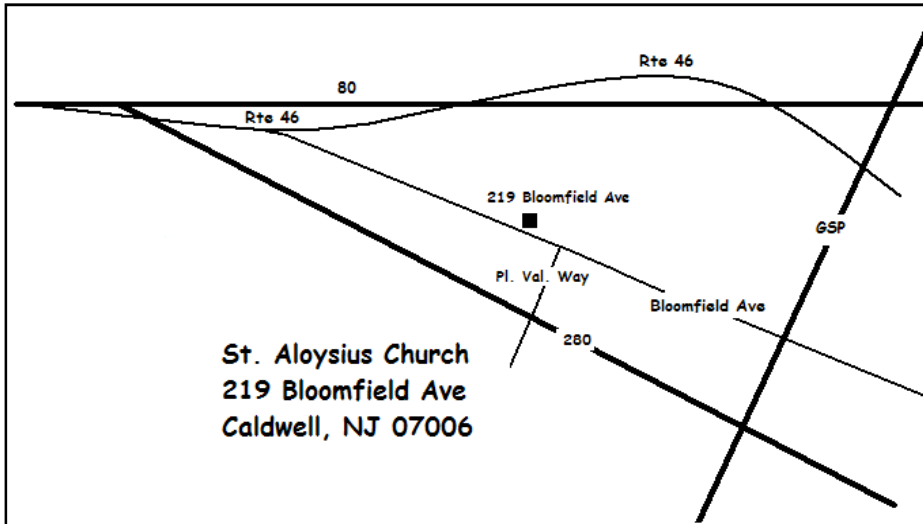 Rte 46
80
Rte 46
219 Bloomfield Ave
GSP
Pl. Val. Way
Bloomfield Ave
280
St. Aloysius Church
219 Bloomfield Ave
Caldwell, NJ 07006